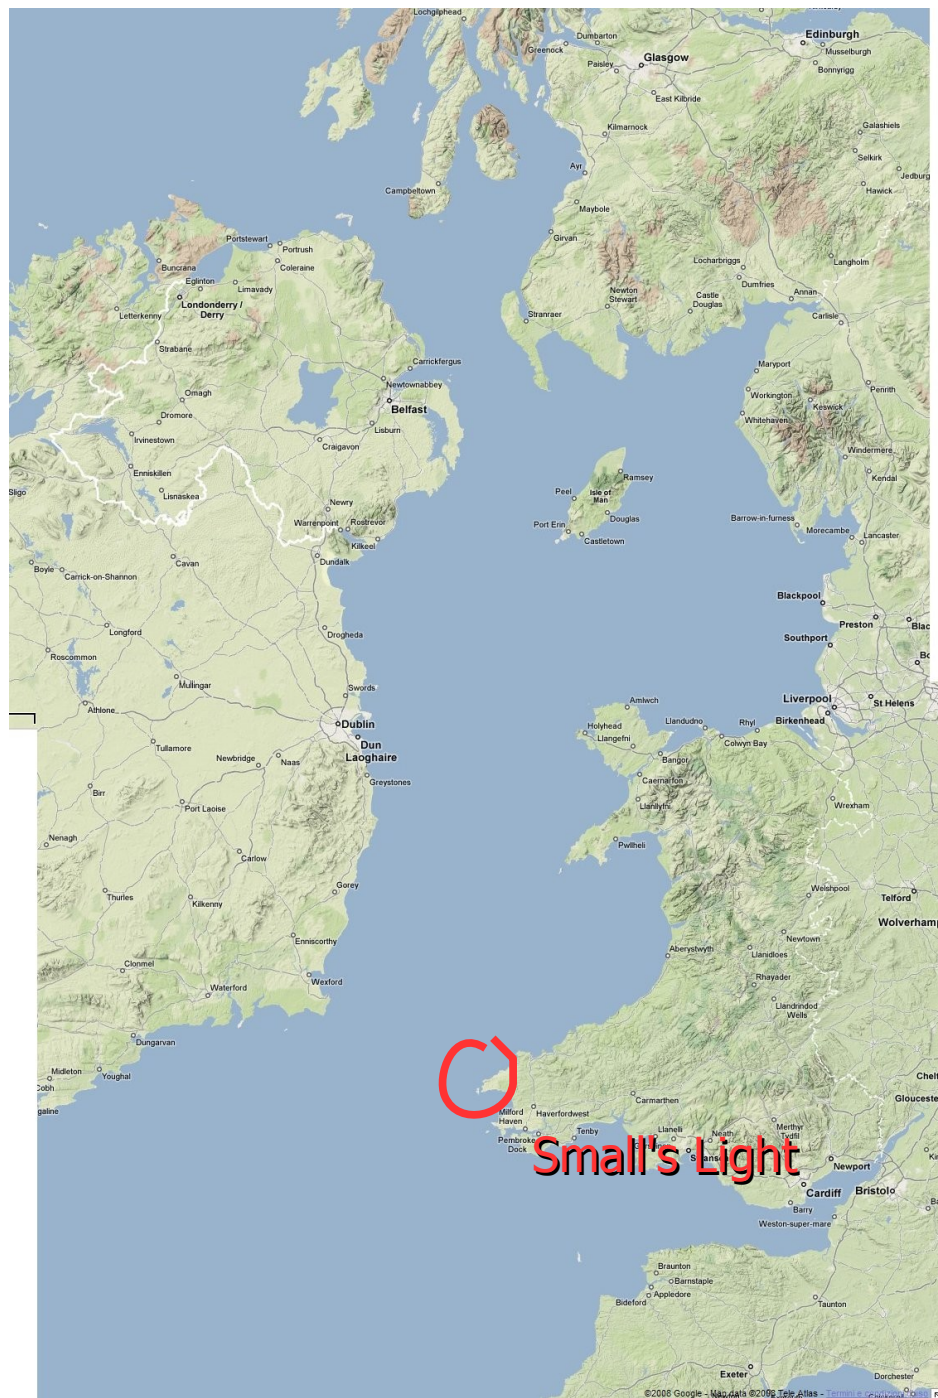 Lochgilphead
Edinburgh
Dumbarton
Greenock
Musselburgh
Glasgow
Paisley
Bonnyrigg
East Kilbride
Kilmarnock
Galashiels
Selkirk
Ayr
Jedburg
Campbeltown
Hawick
Maybole
Girvan
Portstewart
Portrush
Coleraine
Langholm
Locharbriggs
Buncrana
Eglinton
Limavady
Dumfries
Newton
Stewart
Castle
Douglas
Annan
Londonderry /
Derry
Letterkenny
Stranraer
Carlisle
Strabane
Carrickfergus
Maryport
Newtownabbey
Penrith
Omagh
Workington
Belfast
Keswick
Dromore
Whitehaven
Lisburn
Irvinestown
Craigavon
Windermere
Enniskillen
Ramsey
Kendal
Sligo
Lisnaskea
Peel
Isle of
Man
Newry
Douglas
Warrenpoint
Rostrevor
Port Erin
Barrow-in-furness
Morecambe
Castletown
Lancaster
Kilkeel
Dundalk
Cavan
Boyle
Carrick-on-Shannon
Blackpool
Preston
Blac
Longford
Drogheda
Southport
Roscommon
Bo
Mullingar
Swords
Liverpool
St Helens
Amlwch
Athlone
Dublin
Holyhead
Llandudno
Rhyl
Birkenhead
Llangefni
Colwyn Bay
Tullamore
Dun
Laoghaire
Newbridge
Naas
Bangor
Greystones
Caernarfon
Birr
Port Laoise
Llanllyfni
Wrexham
Nenagh
Pwllheli
Carlow
Gorey
Welshpool
Thurles
Kilkenny
Telford
Wolverham
Enniscorthy
Newtown
Aberystwyth
Llanidloes
Clonmel
Wexford
Rhayader
Waterford
Llandrindod
Wells
Dungarvan
Midleton
Youghal
Chelt
Cobh
Carmarthen
Gloucester
galine
Milford
Haven
Haverfordwest
Merthyr
Tydfil
Tenby
Llanelli
Neath
Pembroke
Dock
Swansea
Small's Light
Newport
Cardiff
Bristol
Barry
Weston-super-mare
Braunton
Barnstaple
Appledore
Bideford
Taunton
Exeter
Dorchester
©2008 Google - Map data ©2008 Tele Atlas -